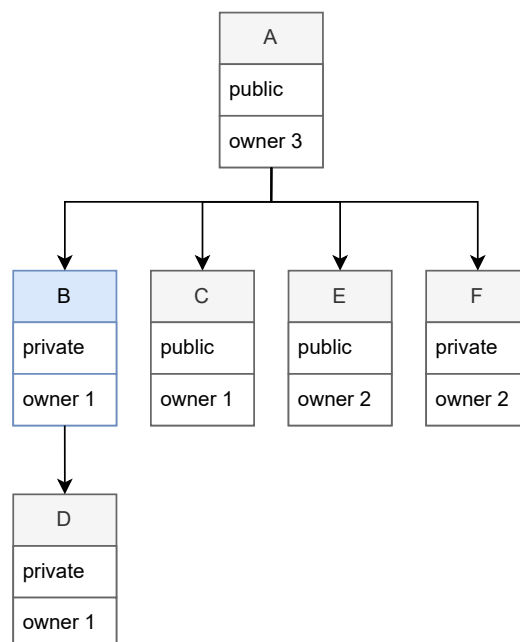 A
public
owner 3
B
private
owner 1
C
public
owner 1
E
public
owner 2
F
private
owner 2
D
private
owner 1